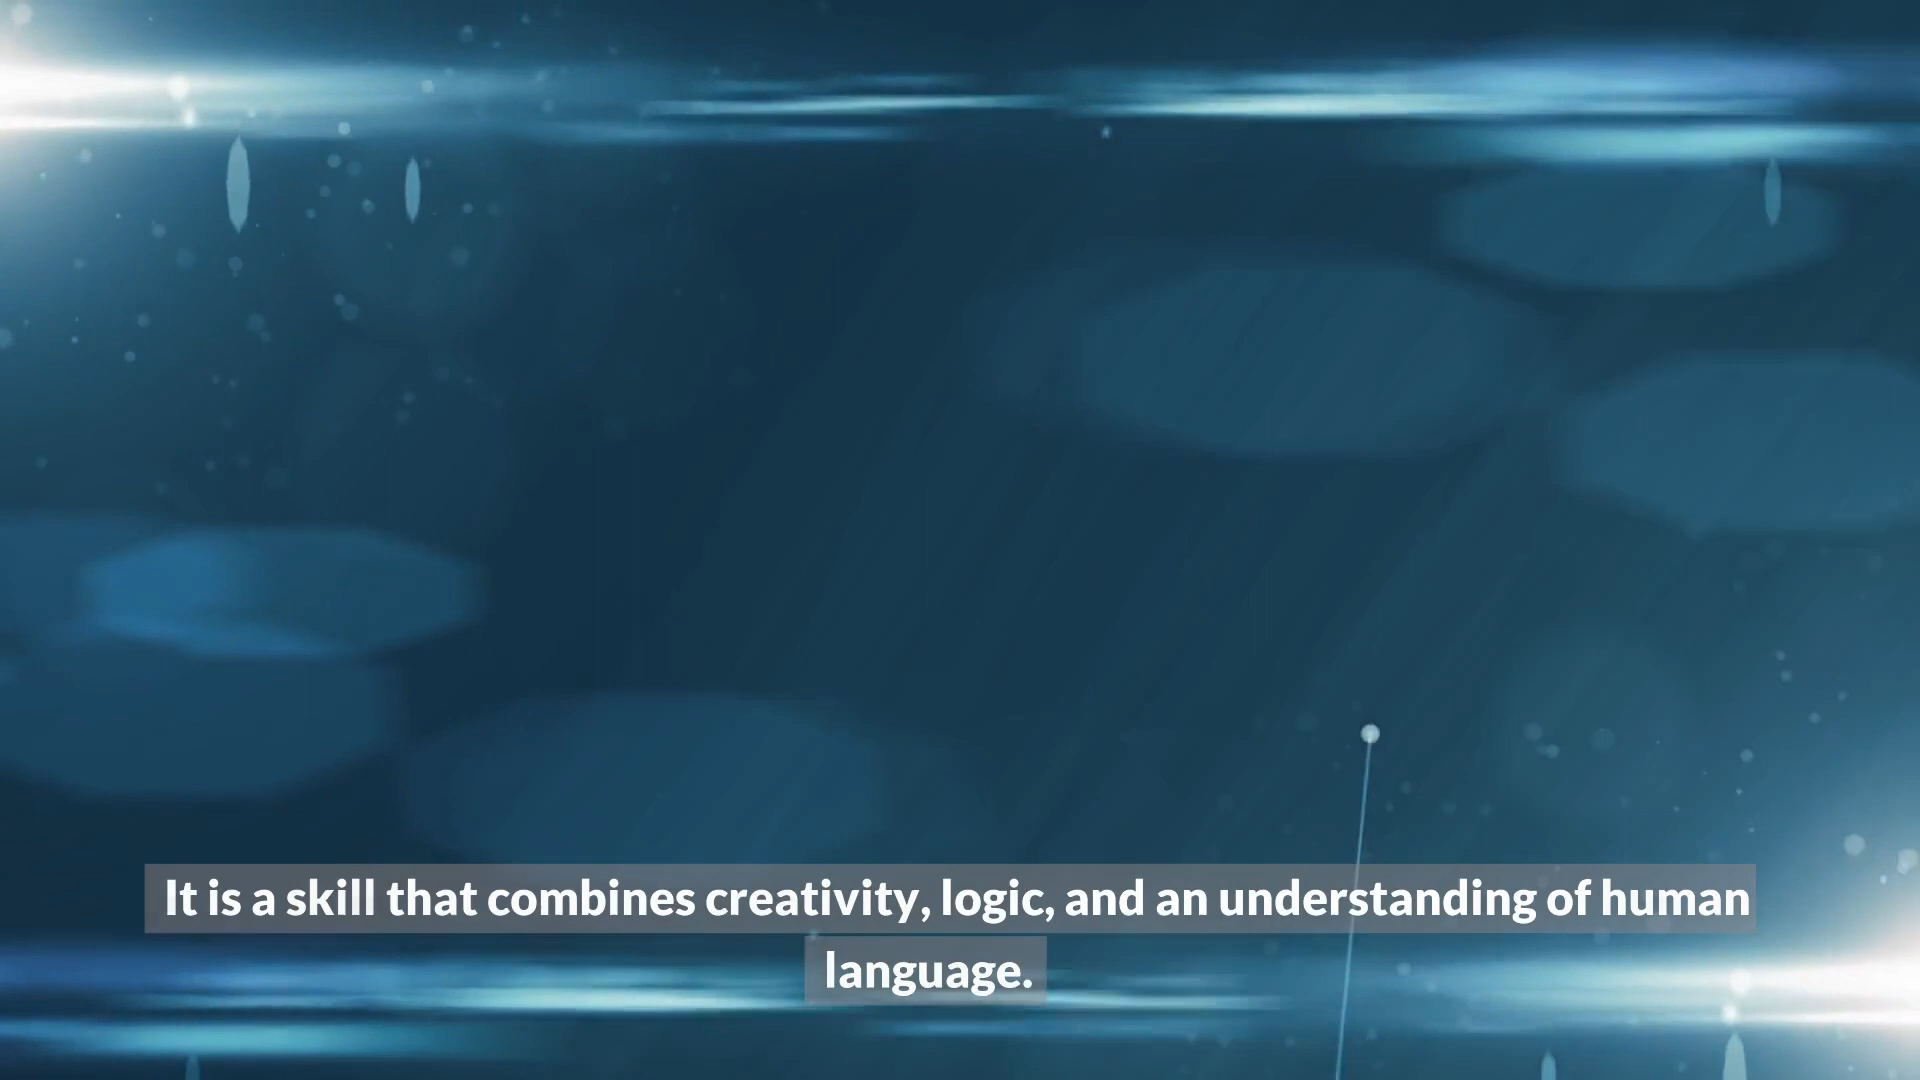 It is a skill that combines creativity, logic, and an understanding of human
language.